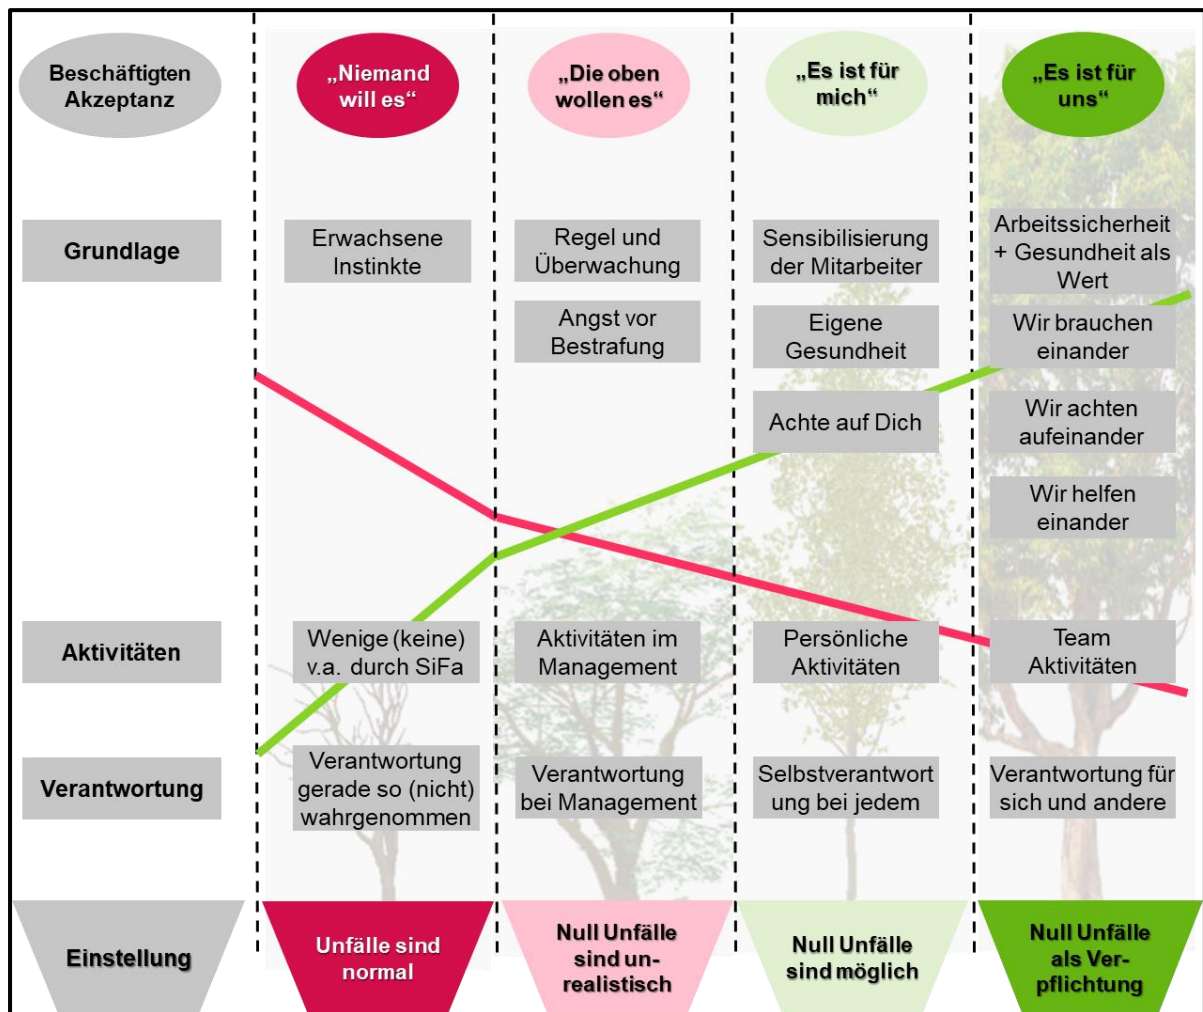 Beschäftigten
Akzeptanz
„Niemand
will es“
„Die oben
wollen es“
„Es ist für
mich“
„Es ist für
uns“
Grundlage
Erwachsene
Instinkte
Regel und
Überwachung
Angst vor
Bestrafung
Sensibilisierung
der Mitarbeiter
Eigene
Gesundheit
Achte auf Dich
Arbeitssicherheit
+ Gesundheit als
Wert
Wir brauchen
einander
Wir achten
aufeinander
Wir helfen
einander
Aktivitäten
Wenige (keine)
v.a. durch SiFa
Aktivitäten im
Management
Persönliche
Aktivitäten
Team
Aktivitäten
Verantwortung
Verantwortung
gerade so (nicht)
wahrgenommen
Verantwortung
bei Management
Selbstverantwort
ung bei jedem
Verantwortung für
sich und andere
Einstellung
Unfälle sind
normal
Null Unfälle
sind un-
realistisch
Null Unfälle
sind möglich
Null Unfälle
als Ver-
pflichtung